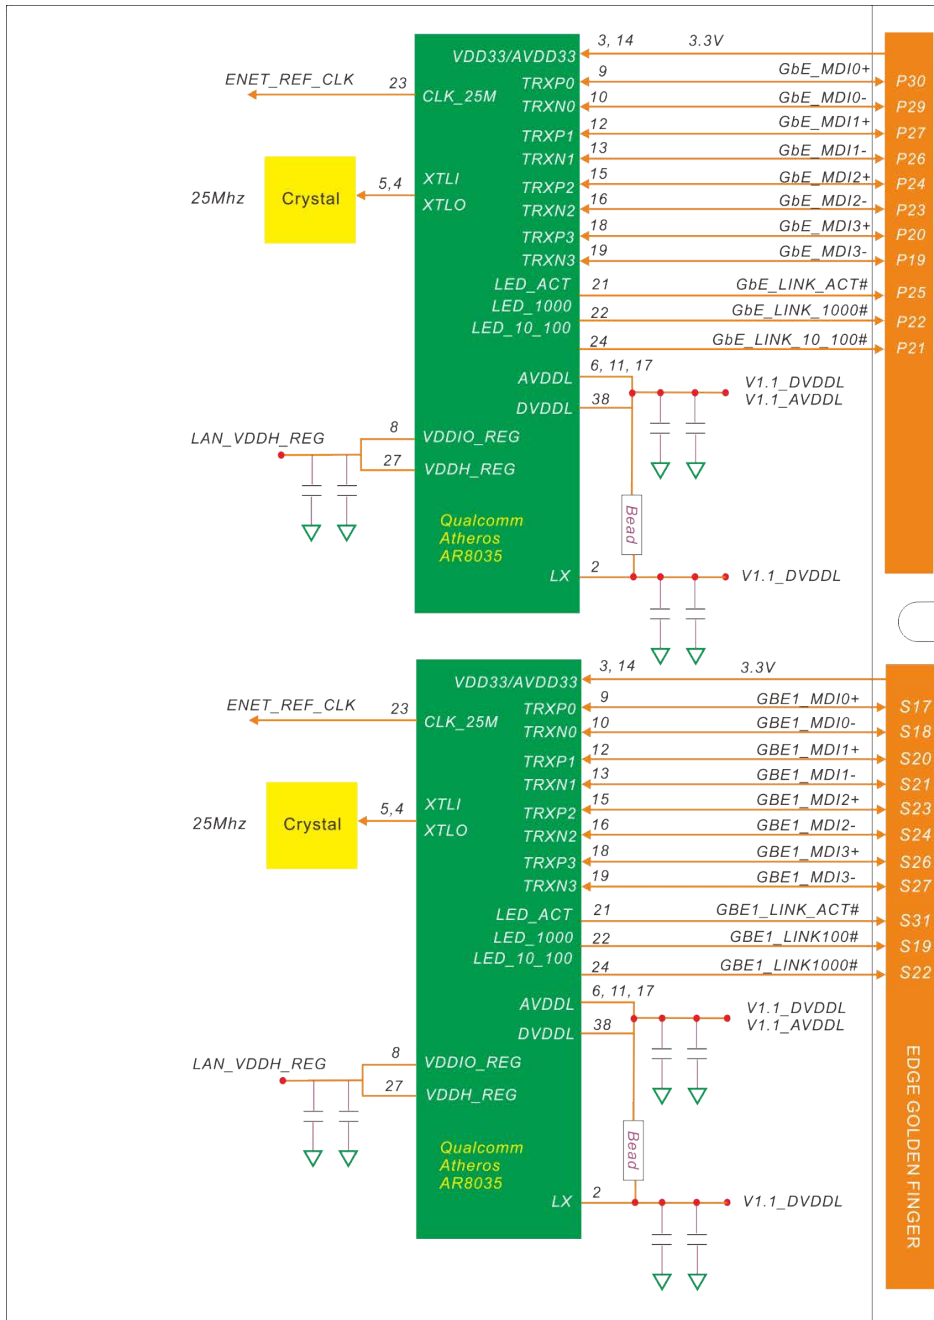 3, 14 3.3V
VDD33/AVDD33
ENET_REF_CLK 23 CLK_25M
TRXP0 9 GbE_MDI0+ P30
TRXN0 10 GbE_MDI0- P29
TRXP1 12 GbE_MDI1+ P27
TRXN1 13 GbE_MDI1- P26
25Mhz Crystal 5,4 XTLI
XTLO
TRXP2 15 GbE_MDI2+ P24
TRXN2 16 GbE_MDI2- P23
TRXP3 18 GbE_MDI3+ P20
TRXN3 19 GbE_MDI3- P19
LED_ACT 21 GbE_LINK_ACT# P25
LED_1000 22 GbE_LINK_1000# P22
LED_10_100 24 GbE_LINK_10_100# P21
AVDDL 6, 11, 17 V1.1_DVDDL
DVDDL 38 V1.1_AVDDL
LAN_VDDH_REG 8 VDDIO_REG
27 VDDH_REG
Bead
Qualcomm
Atheros
AR8035
LX 2 V1.1_DVDDL
3, 14 3.3V
VDD33/AVDD33
ENET_REF_CLK 23 CLK_25M
TRXP0 9 GBE1_MDI0+ S17
TRXN0 10 GBE1_MDI0- S18
TRXP1 12 GBE1_MDI1+ S20
TRXN1 13 GBE1_MDI1- S21
25Mhz Crystal 5,4 XTLI
XTLO
TRXP2 15 GBE1_MDI2+ S23
TRXN2 16 GBE1_MDI2- S24
TRXP3 18 GBE1_MDI3+ S26
TRXN3 19 GBE1_MDI3- S27
LED_ACT 21 GBE1_LINK_ACT# S31
LED_1000 22 GBE1_LINK100# S19
LED_10_100 24 GBE1_LINK1000# S22
AVDDL 6, 11, 17 V1.1_DVDDL
DVDDL 38 V1.1_AVDDL
LAN_VDDH_REG 8 VDDIO_REG
27 VDDH_REG
Bead
EDGE GOLDEN FINGER
Qualcomm
Atheros
AR8035
LX 2 V1.1_DVDDL